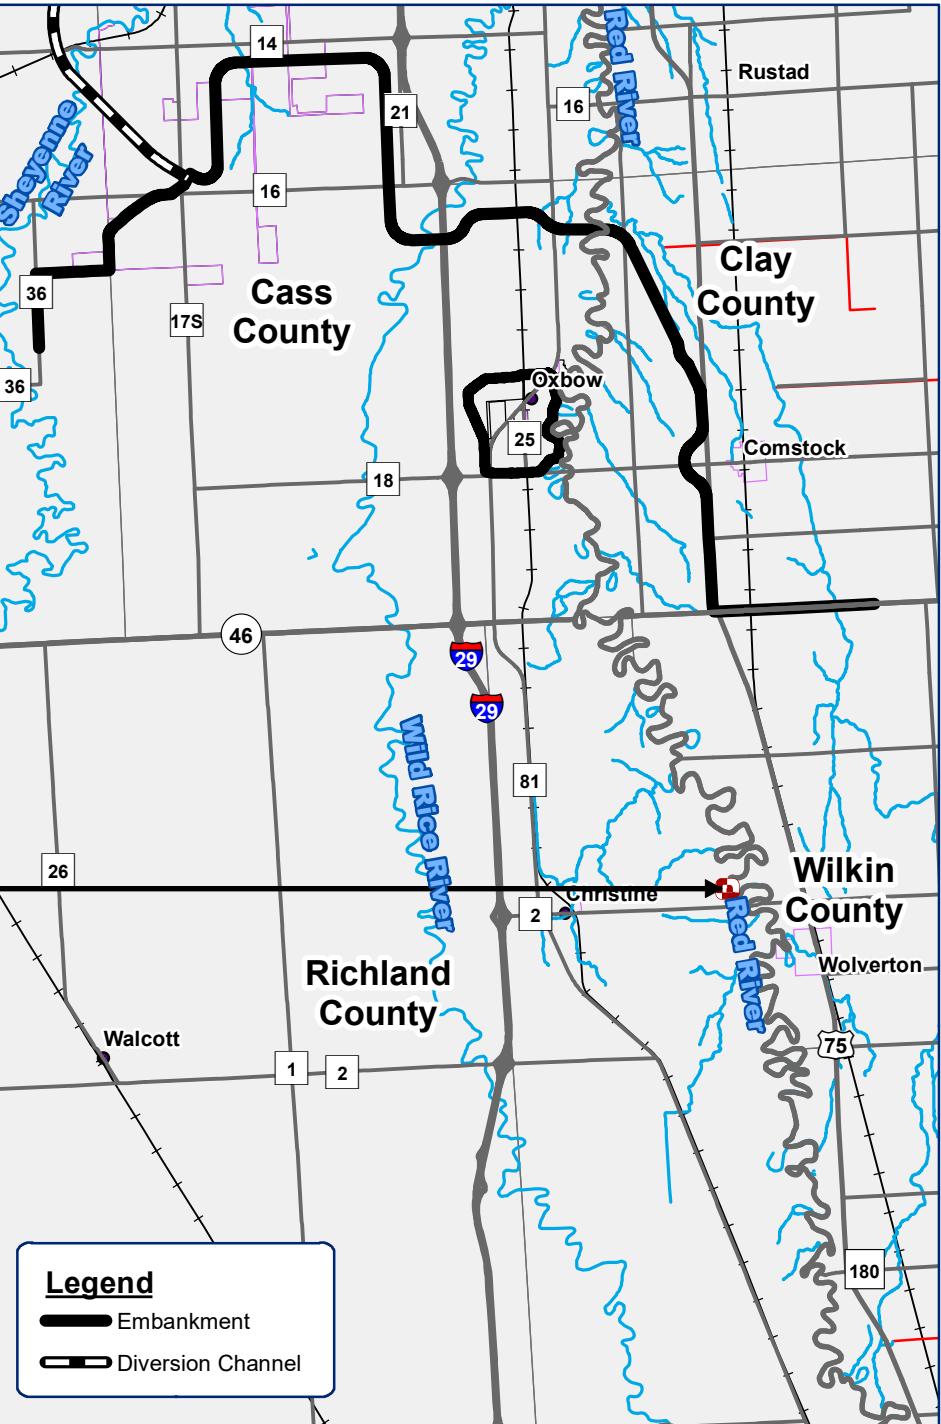 14
Red River
Rustad
21
16
Sheyenne
River
16
Clay
County
36
Cass
County
17S
36
Oxbow
25
Comstock
18
46
29
29
Wild Rice River
81
26
Wilkin
County
Christine
2
Red River
Wolverton
Richland
County
Walcott
75
1
2
180
Legend
Embankment
Diversion Channel